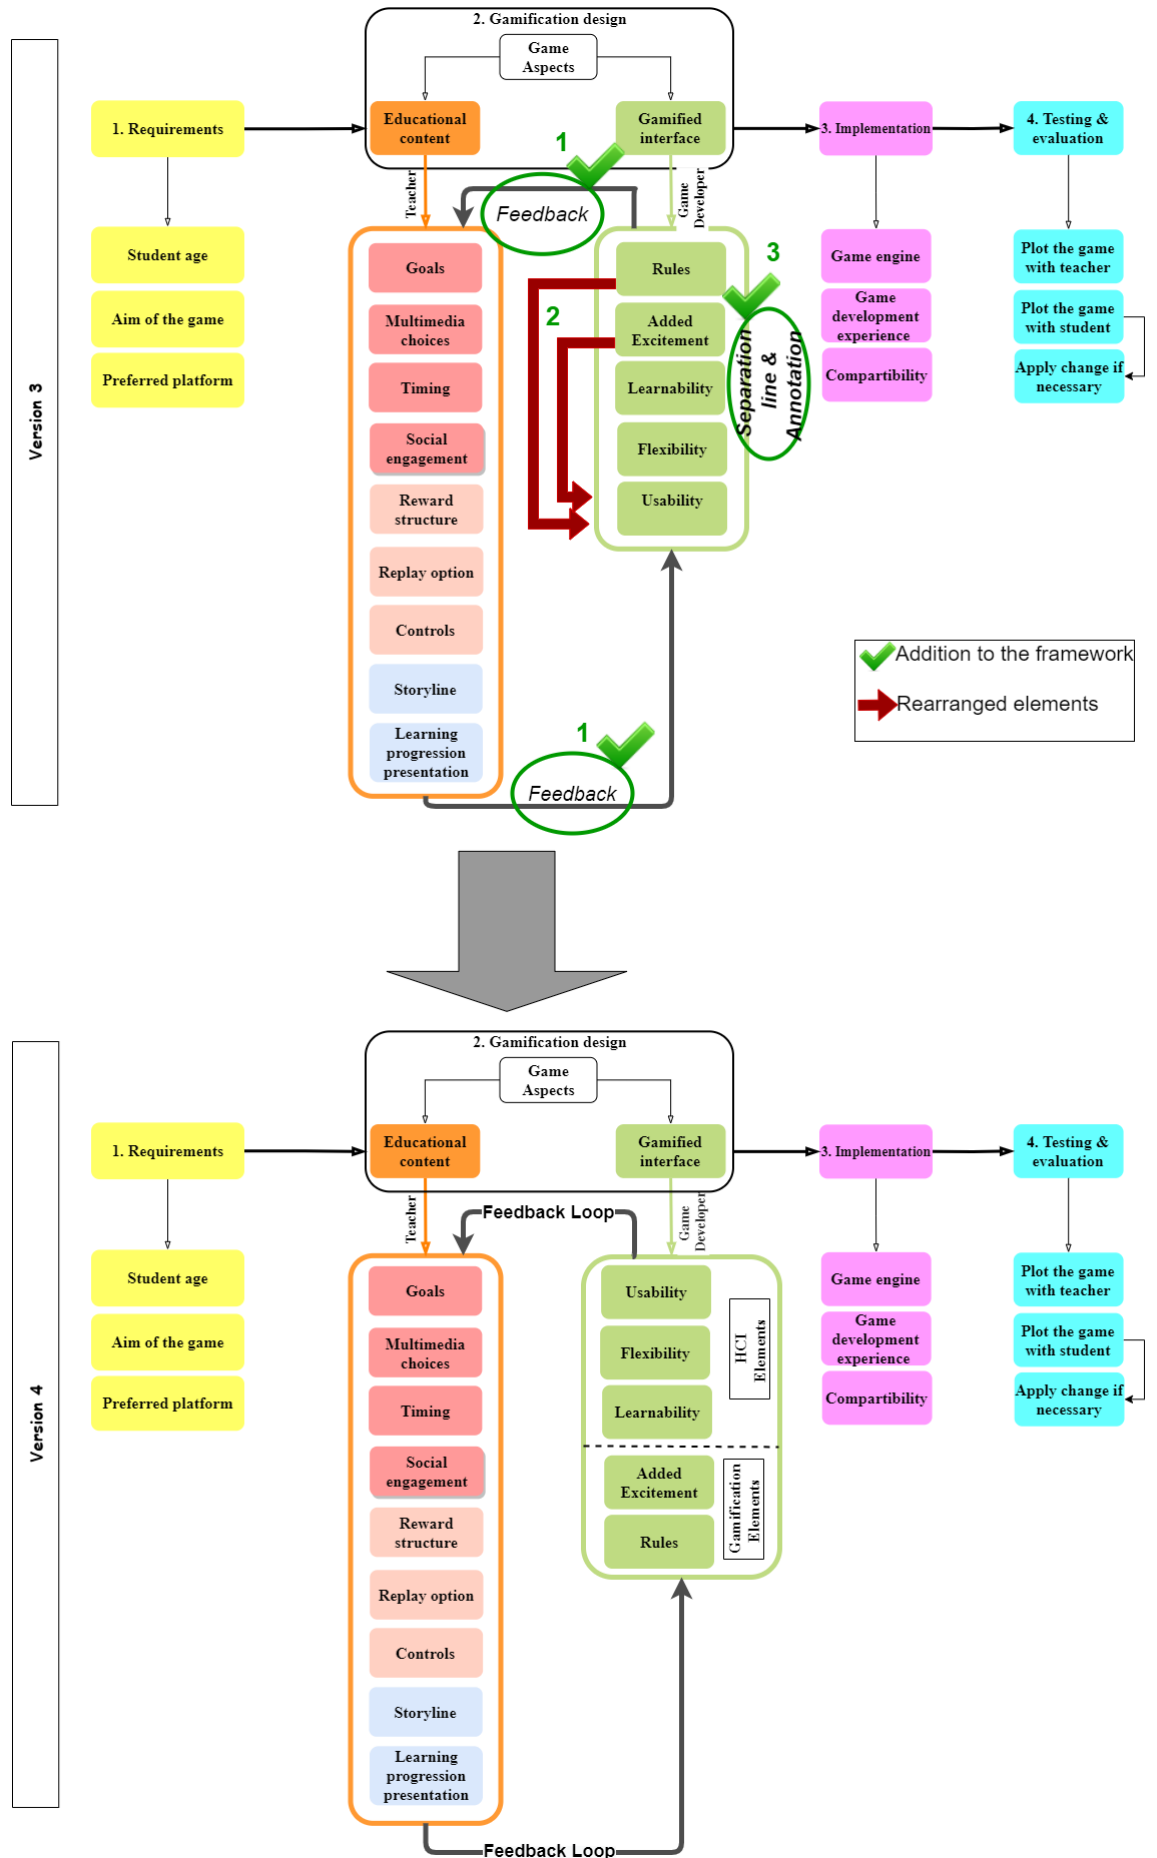 2. Gamification design
Game
Aspects
1. Requirements
Educational
content
Gamified
interface
3. Implementation
4. Testing &
evaluation
Version 3
Teacher
Game
Developer
1
Feedback
Student age
Aim of the game
Preferred platform
Goals
Multimedia
choices
Timing
Social
engagement
Reward
structure
Replay option
Controls
Storyline
Learning
progression
presentation
2
Rules
Added
Excitement
Learnability
Flexibility
Usability
3
Separation
line &
Annotation
Game engine
Game
development
experience
Compartibility
Plot the game
with teacher
Plot the game
with student
Apply change if
necessary
Addition to the framework
Rearranged elements
1
Feedback
2. Gamification design
Game
Aspects
1. Requirements
Educational
content
Gamified
interface
3. Implementation
4. Testing &
evaluation
Version 4
Teacher
Game
Developer
Feedback Loop
Student age
Aim of the game
Preferred platform
Goals
Multimedia
choices
Timing
Social
engagement
Reward
structure
Replay option
Controls
Storyline
Learning
progression
presentation
Usability
Flexibility
Learnability
HCI
Elements
Added
Excitement
Rules
Gamification
Elements
Game engine
Game
development
experience
Compartibility
Plot the game
with teacher
Plot the game
with student
Apply change if
necessary
Feedback Loop